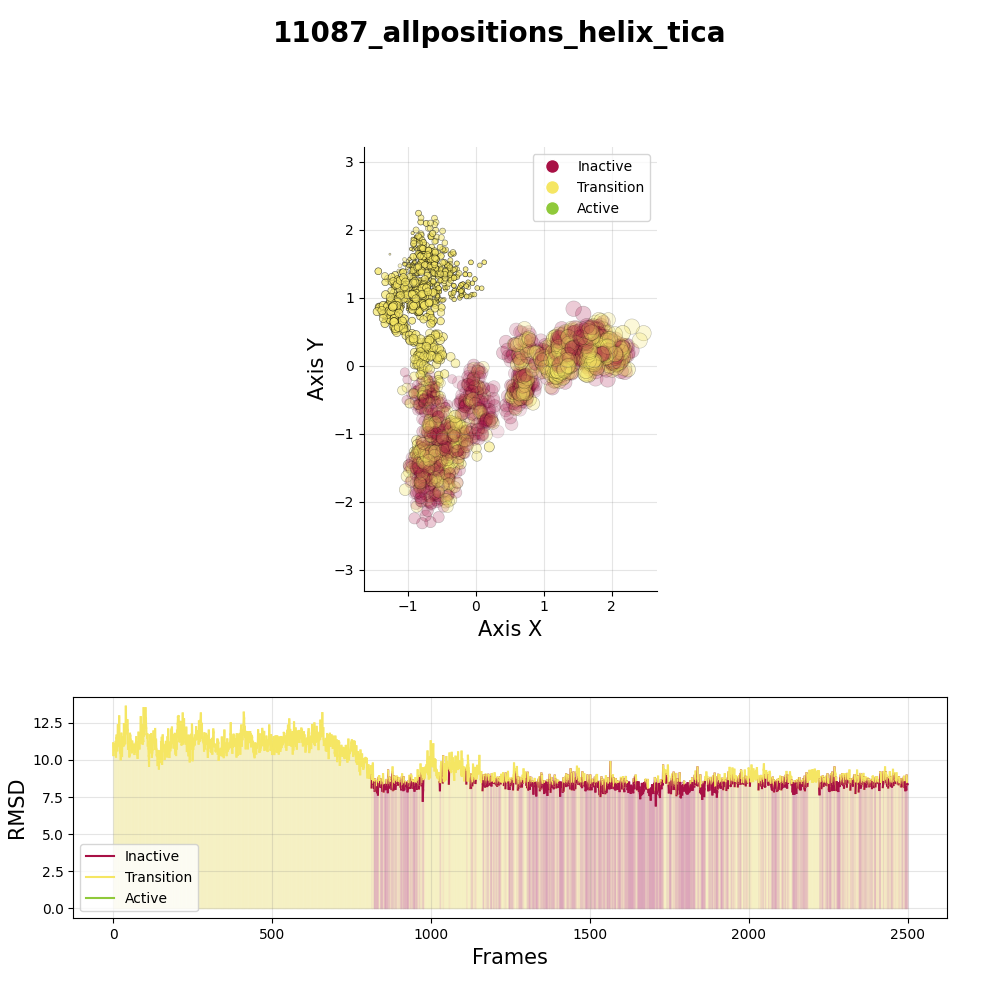 11087_allpositions_helix_tica
3
2
1
0
−1
−2
−3
Axis Y
Inactive
Transition
Active
−1
0
1
2
Axis X
12.5
10.0
7.5
5.0
2.5
0.0
RMSD
Inactive
Transition
Active
0
500
1000
1500
2000
2500
Frames